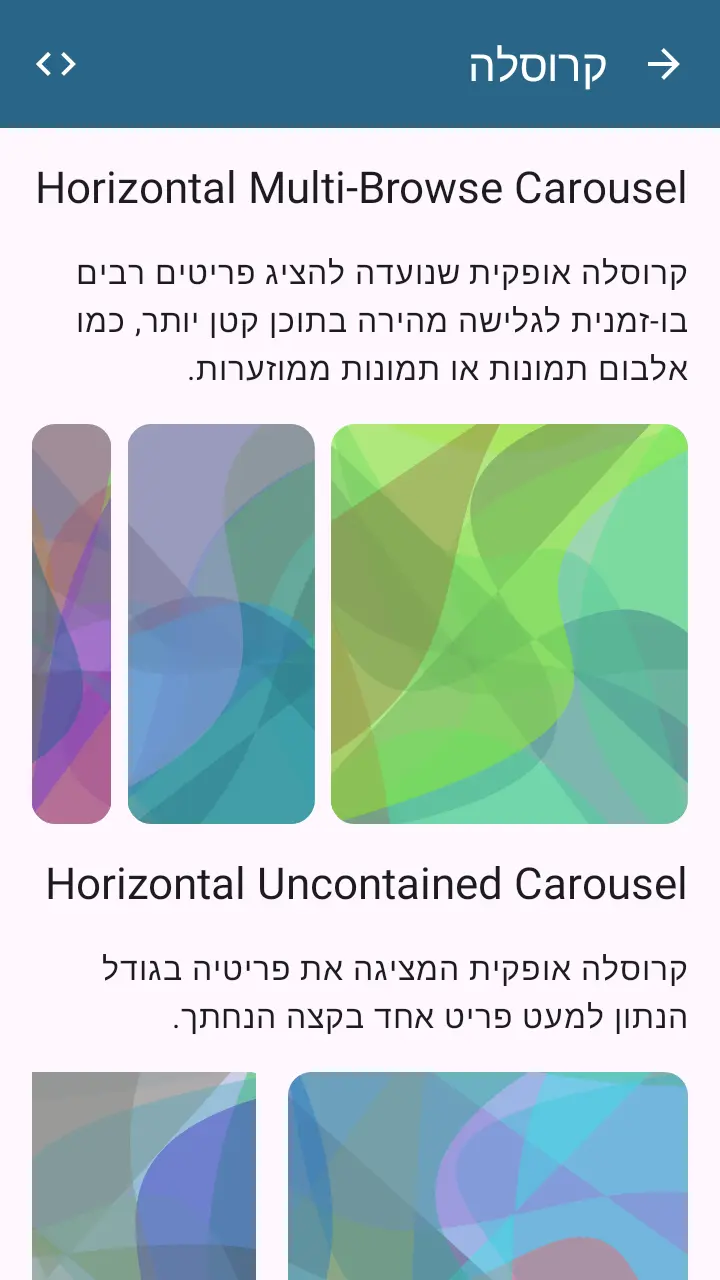 קרוסלה
Horizontal Multi-Browse Carousel
קרוסלה אופקית שנועדה להציג פריטים רבים
בו-זמנית לגלישה מהירה בתוכן קטן יותר, כמו
אלבום תמונות או תמונות ממוזערות.
Horizontal Uncontained Carousel
קרוסלה אופקית המציגה את פריטיה בגודל
הנתון למעט פריט אחד בקצה הנחתך.